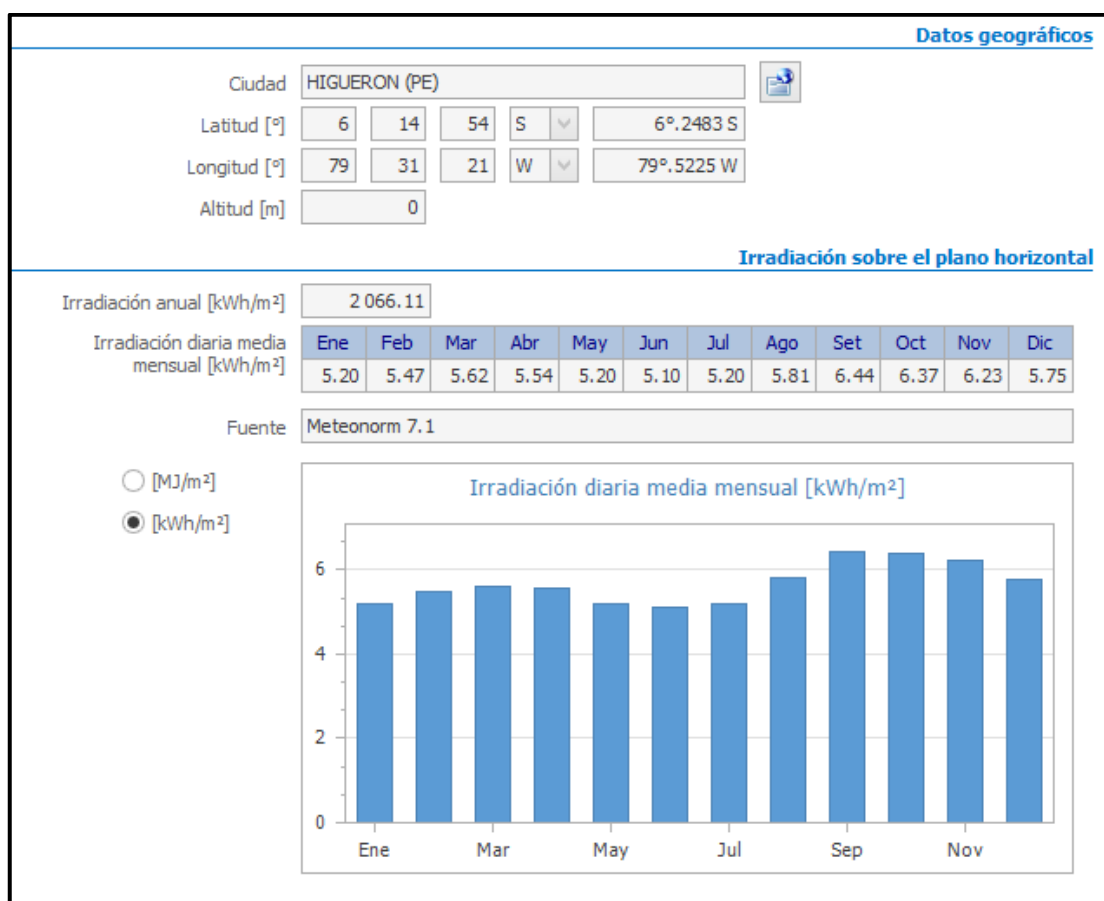 Datos geográficos
Ciudad HIGUERON (PE)
Latitud [º] 6 14 54 S 6º.2483 S
Longitud [º] 79 31 21 W 79º.5225 W
Altitud [m] 0
Irradiación sobre el plano horizontal
Irradiación anual [kWh/m²] 2 066.11
Irradiación diaria media mensual [kWh/m²]
Ene Feb Mar Abr May Jun Jul Ago Set Oct Nov Dic
5.20 5.47 5.62 5.54 5.20 5.10 5.20 5.81 6.44 6.37 6.23 5.75
Fuente Meteonorm 7.1
[MJ/m²]
[kWh/m²]
Irradiación diaria media mensual [kWh/m²]
6
4
2
0
Ene Mar May Jul Sep Nov